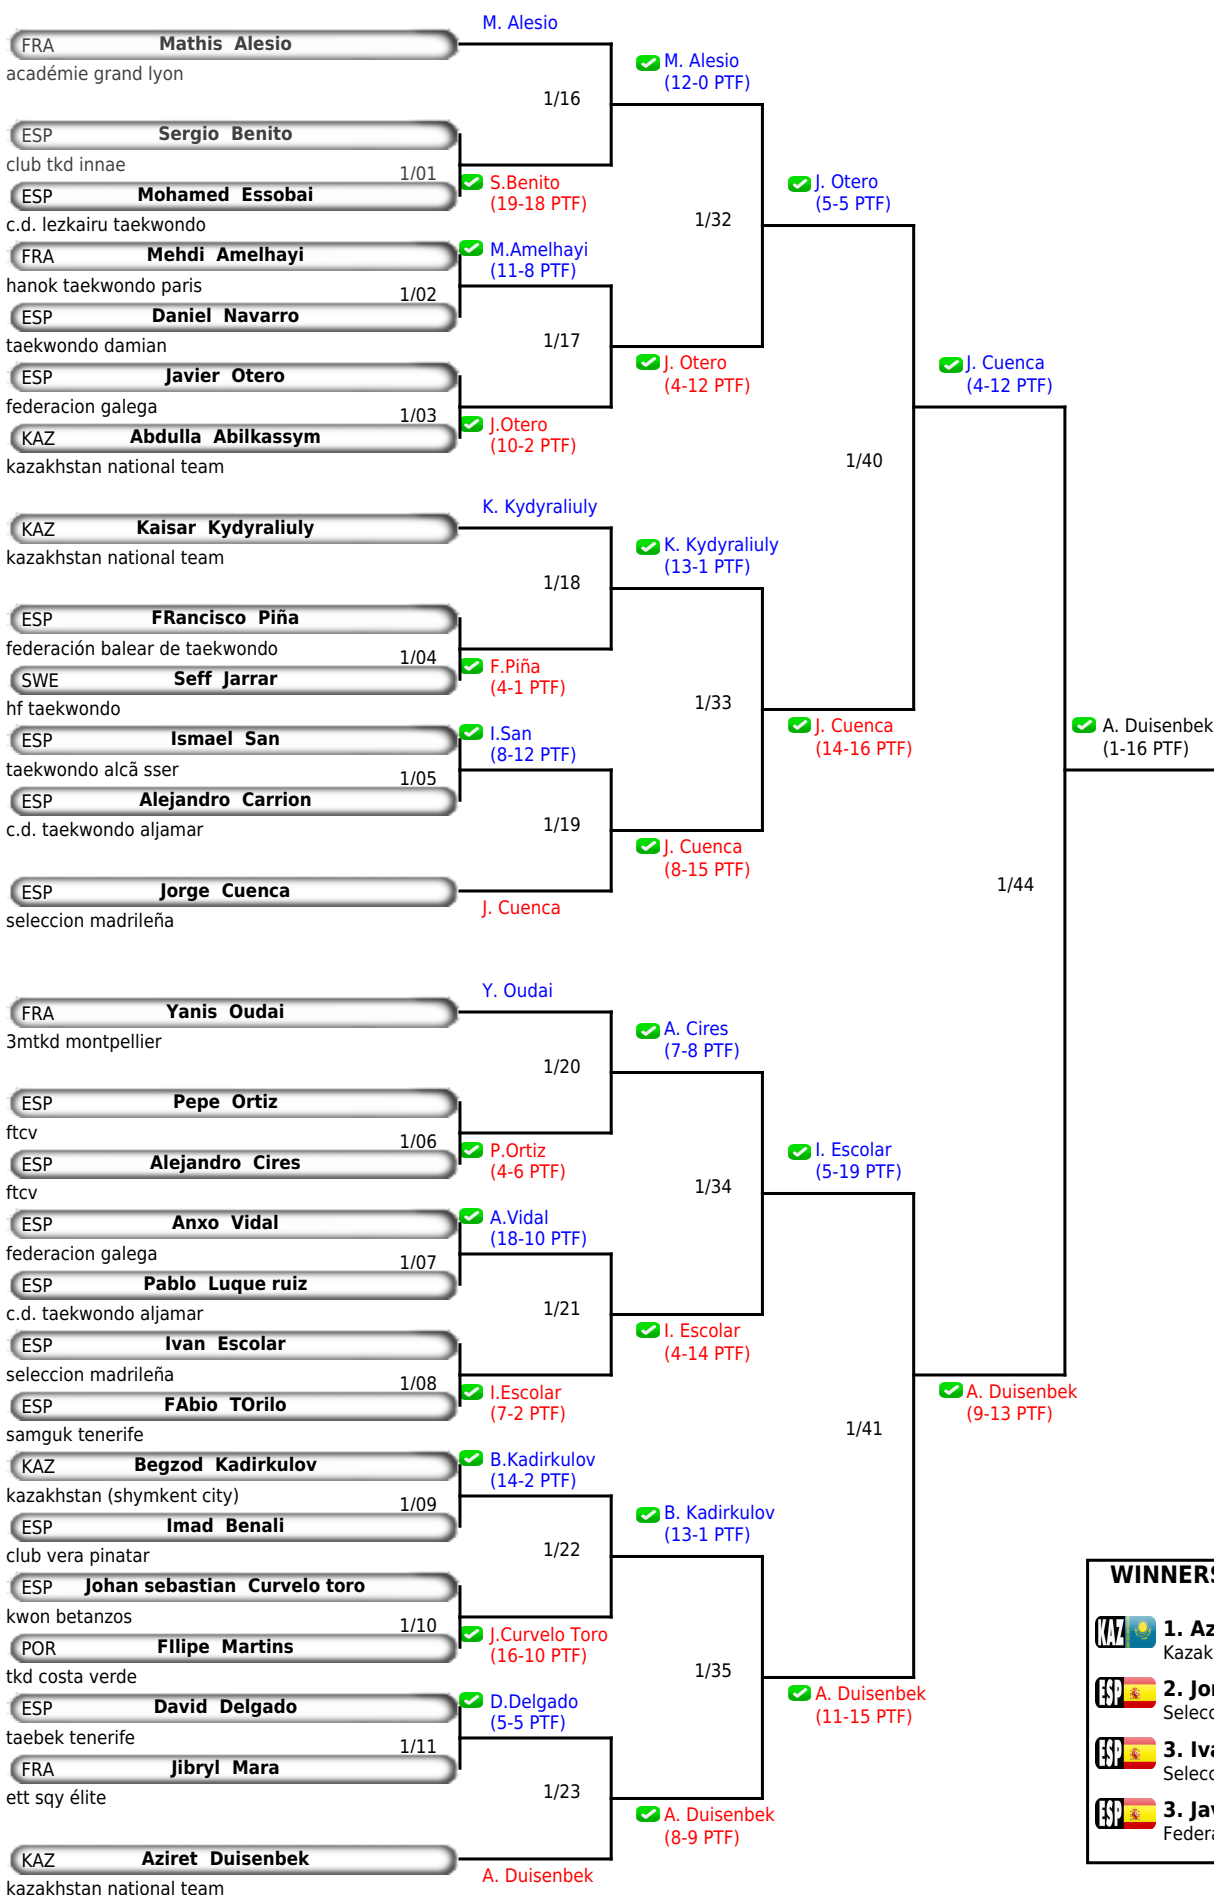 M. Alesio
FRA Mathis Alesio
académie grand lyon
M. Alesio
(12-0 PTF)
1/16
ESP Sergio Benito
club tkd innae
1/01
ESP Mohamed Essobai
c.d. lezkairu taekwondo
S.Benito
(19-18 PTF)
J. Otero
(5-5 PTF)
1/32
FRA Mehdi Amelhayi
hanok taekwondo paris
M.Amelhayi
(11-8 PTF)
1/02
ESP Daniel Navarro
taekwondo damian
1/17
ESP Javier Otero
federacion galega
J. Otero
(4-12 PTF)
J. Cuenca
(4-12 PTF)
1/03
KAZ Abdulla Abilkassym
kazakhstan national team
J.Otero
(10-2 PTF)
1/40
K. Kydyraliuly
KAZ Kaisar Kydyraliuly
kazakhstan national team
K. Kydyraliuly
(13-1 PTF)
1/18
ESP FRancisco Piña
federación balear de taekwondo
1/04
SWE Seff Jarrar
hf taekwondo
F.Piña
(4-1 PTF)
1/33
ESP Ismael San
taekwondo alcã sser
I.San
(8-12 PTF)
J. Cuenca
(14-16 PTF)
A. Duisenbek
(1-16 PTF)
1/05
ESP Alejandro Carrion
c.d. taekwondo aljamar
1/19
J. Cuenca
(8-15 PTF)
ESP Jorge Cuenca
seleccion madrileña
J. Cuenca
1/44
Y. Oudai
FRA Yanis Oudai
3mtkd montpellier
A. Cires
(7-8 PTF)
1/20
ESP Pepe Ortiz
ftcv
1/06
ESP Alejandro Cires
ftcv
P.Ortiz
(4-6 PTF)
I. Escolar
(5-19 PTF)
1/34
ESP Anxo Vidal
federacion galega
A.Vidal
(18-10 PTF)
1/07
ESP Pablo Luque ruiz
c.d. taekwondo aljamar
1/21
ESP Ivan Escolar
seleccion madrileña
I. Escolar
(4-14 PTF)
1/08
ESP FAbio TOrilo
samguk tenerife
I.Escolar
(7-2 PTF)
A. Duisenbek
(9-13 PTF)
1/41
KAZ Begzod Kadirkulov
kazakhstan (shymkent city)
B.Kadirkulov
(14-2 PTF)
1/09
ESP Imad Benali
club vera pinatar
B. Kadirkulov
(13-1 PTF)
1/22
ESP Johan sebastian Curvelo toro
kwon betanzos
1/10
POR FIlipe Martins
tkd costa verde
J.Curvelo Toro
(16-10 PTF)
1/35
ESP David Delgado
taebek tenerife
D.Delgado
(5-5 PTF)
A. Duisenbek
(11-15 PTF)
1/11
FRA Jibryl Mara
ett sqy élite
1/23
A. Duisenbek
(8-9 PTF)
KAZ Aziret Duisenbek
kazakhstan national team
A. Duisenbek
WINNERS
KAZ 1. Az
Kazak
ESP 2. Jor
Selecc
ESP 3. Iva
Selecc
ESP 3. Jav
Federa